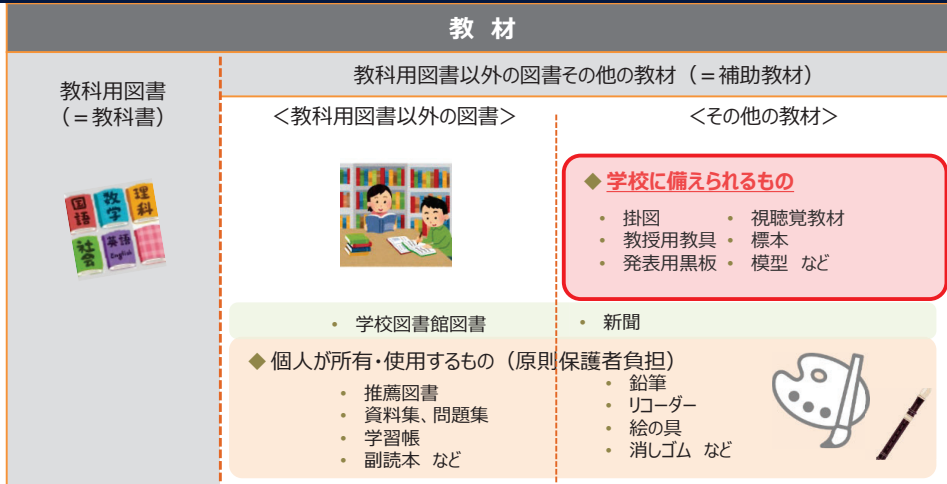 教 材
教科用図書
（＝教科書）
国語
数学
理科
社会
英語
English
教科用図書以外の図書その他の教材（＝補助教材）
＜教科用図書以外の図書＞
＜その他の教材＞
◆ 学校に備えられるもの
• 掛図
• 教授用教具
• 発表用黒板
• 視聴覚教材
• 標本
• 模型 など
• 学校図書館図書
• 新聞
◆ 個人が所有・使用するもの（原則保護者負担）
• 推薦図書
• 資料集、問題集
• 学習帳
• 副読本 など
• 鉛筆
• リコーダー
• 絵の具
• 消しゴム など